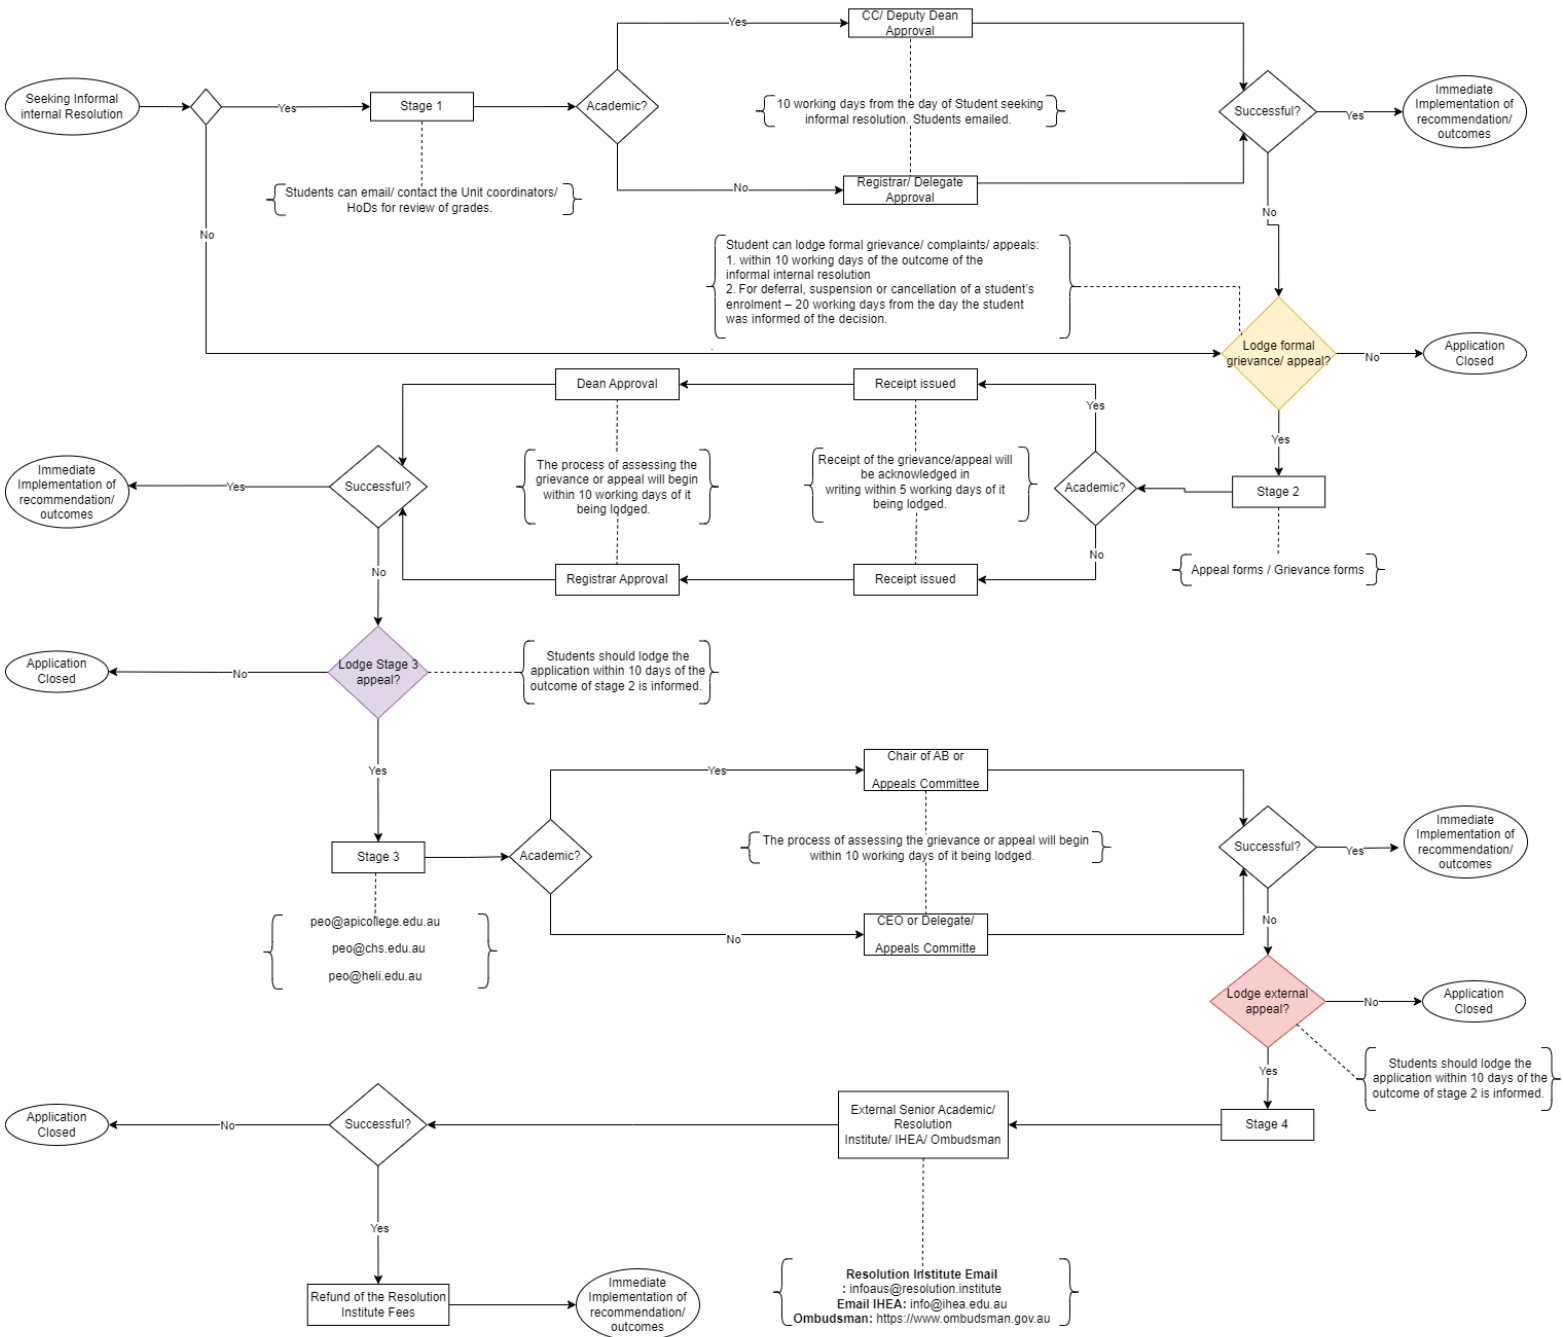 Seeking Informal
internal Resolution
Yes
No
Stage 1
Students can email/ contact the Unit coordinators/
HoDs for review of grades.
Academic?
Yes
No
CC/ Deputy Dean
Approval
10 working days from the day of Student seeking
informal resolution. Students emailed.
Registrar/ Delegate
Approval
Successful?
Yes
Immediate
Implementation of
recommendation/
outcomes
No
Student can lodge formal grievance/ complaints/ appeals:
1. within 10 working days of the outcome of the
informal internal resolution
2. For deferral, suspension or cancellation of a student's
enrolment – 20 working days from the day the student
was informed of the decision.
Lodge formal
grievance/ appeal?
No
Application
Closed
Yes
Stage 2
Appeal forms / Grievance forms
Academic?
Yes
No
Receipt issued
Receipt of the grievance/appeal will
be acknowledged in
writing within 5 working days of it
being lodged.
Receipt issued
Dean Approval
The process of assessing the
grievance or appeal will begin
within 10 working days of it
being lodged.
Registrar Approval
Successful?
Yes
Immediate
Implementation of
recommendation/
outcomes
No
Lodge Stage 3
appeal?
No
Application
Closed
Students should lodge the
application within 10 days of the
outcome of stage 2 is informed.
Yes
Stage 3
peo@apicollege.edu.au
peo@chs.edu.au
peo@heli.edu.au
Academic?
Yes
No
Chair of AB or
Appeals Committee
The process of assessing the grievance or appeal will begin
within 10 working days of it being lodged.
CEO or Delegate/
Appeals Committe
Successful?
Yes
Immediate
Implementation of
recommendation/
outcomes
No
Lodge external
appeal?
No
Application
Closed
Students should lodge the
application within 10 days of the
outcome of stage 2 is informed.
Yes
Stage 4
External Senior Academic/
Resolution
Institute/ IHEA/ Ombudsman
Resolution Institute Email
: infoaus@resolution.institute
Email IHEA: info@ihea.edu.au
Ombudsman: https://www.ombudsman.gov.au
Successful?
No
Application
Closed
Yes
Refund of the Resolution
Institute Fees
Immediate
Implementation of
recommendation/
outcomes